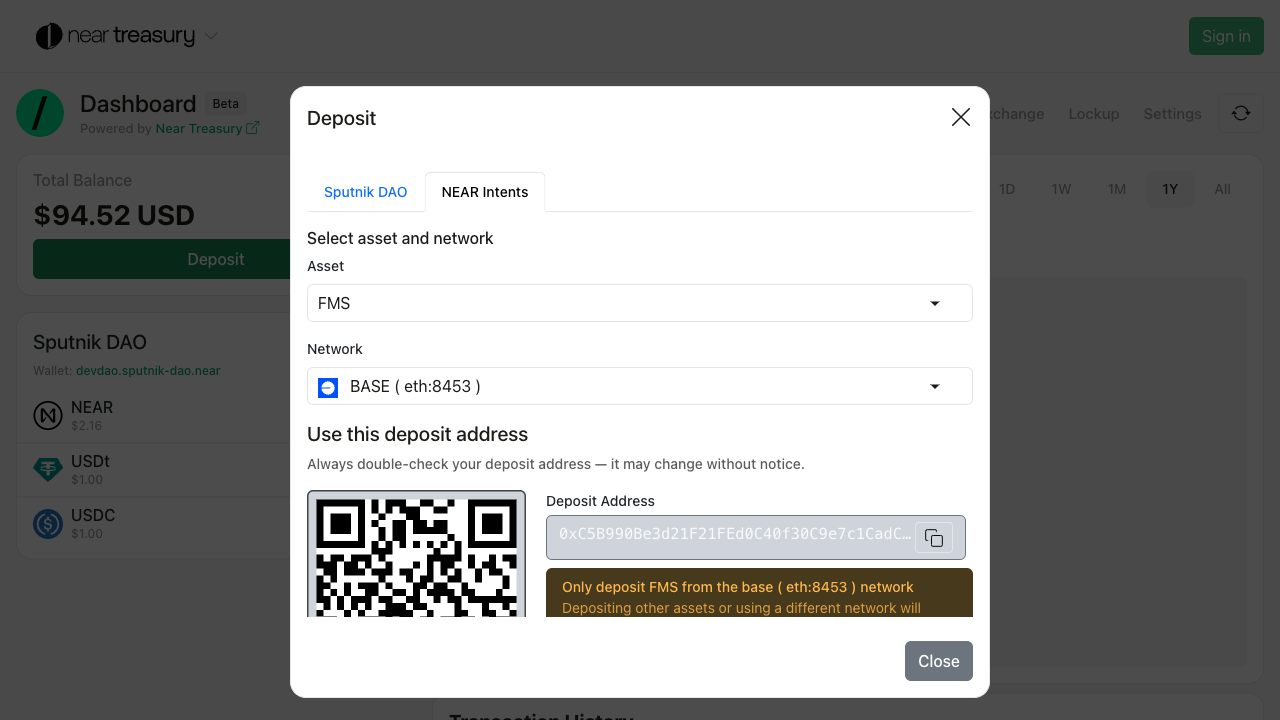 near treasury
Sign in
Dashboard
Beta
Powered by Near Treasury
change
Lockup
Settings
Total Balance
$94.52 USD
Deposit
1D
1W
1M
1Y
All
Sputnik DAO
Wallet: devdao.sputnik-dao.near
NEAR
$2.16
USDt
$1.00
USDC
$1.00
Deposit
Sputnik DAO
NEAR Intents
Select asset and network
Asset
FMS
Network
BASE ( eth:8453 )
Use this deposit address
Always double-check your deposit address — it may change without notice.
Deposit Address
0xC5B990Be3d21F21FEd0C40f30C9e7c1CadC…
Only deposit FMS from the base ( eth:8453 ) network
Depositing other assets or using a different network will
Close
Transaction History